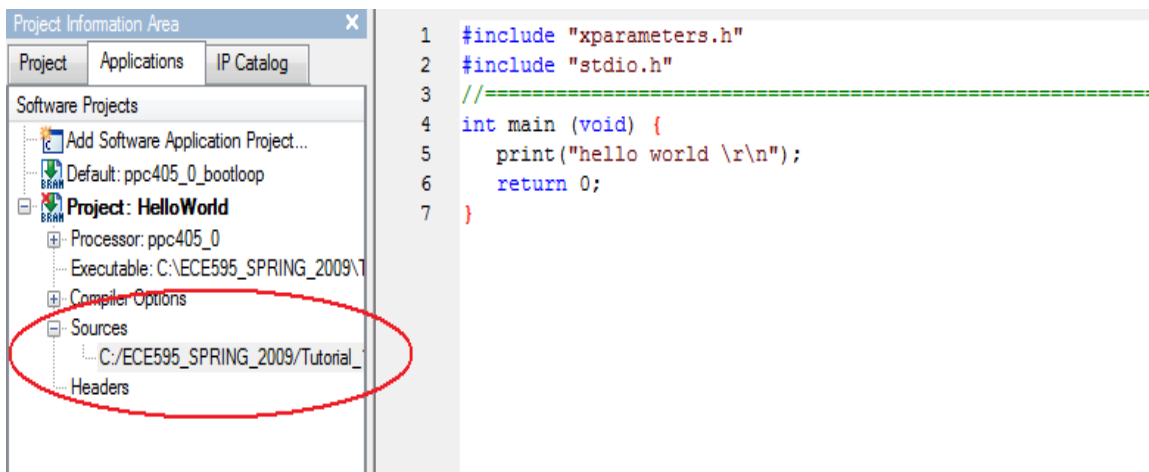 Project Information Area
X
Project Applications IP Catalog
Software Projects
Add Software Application Project...
BRAM Default: ppc405_0_bootloop
BRAM Project: HelloWorld
Processor: ppc405_0
Executable: C:\ECE595_SPRING_2009\T
Compiler Options
Sources
C:/ECE595_SPRING_2009/Tutorial_
Headers
1 #include "xparameters.h"
2 #include "stdio.h"
3 //=======================================================
4 int main (void) {
5 print("hello world \r\n");
6 return 0;
7 }